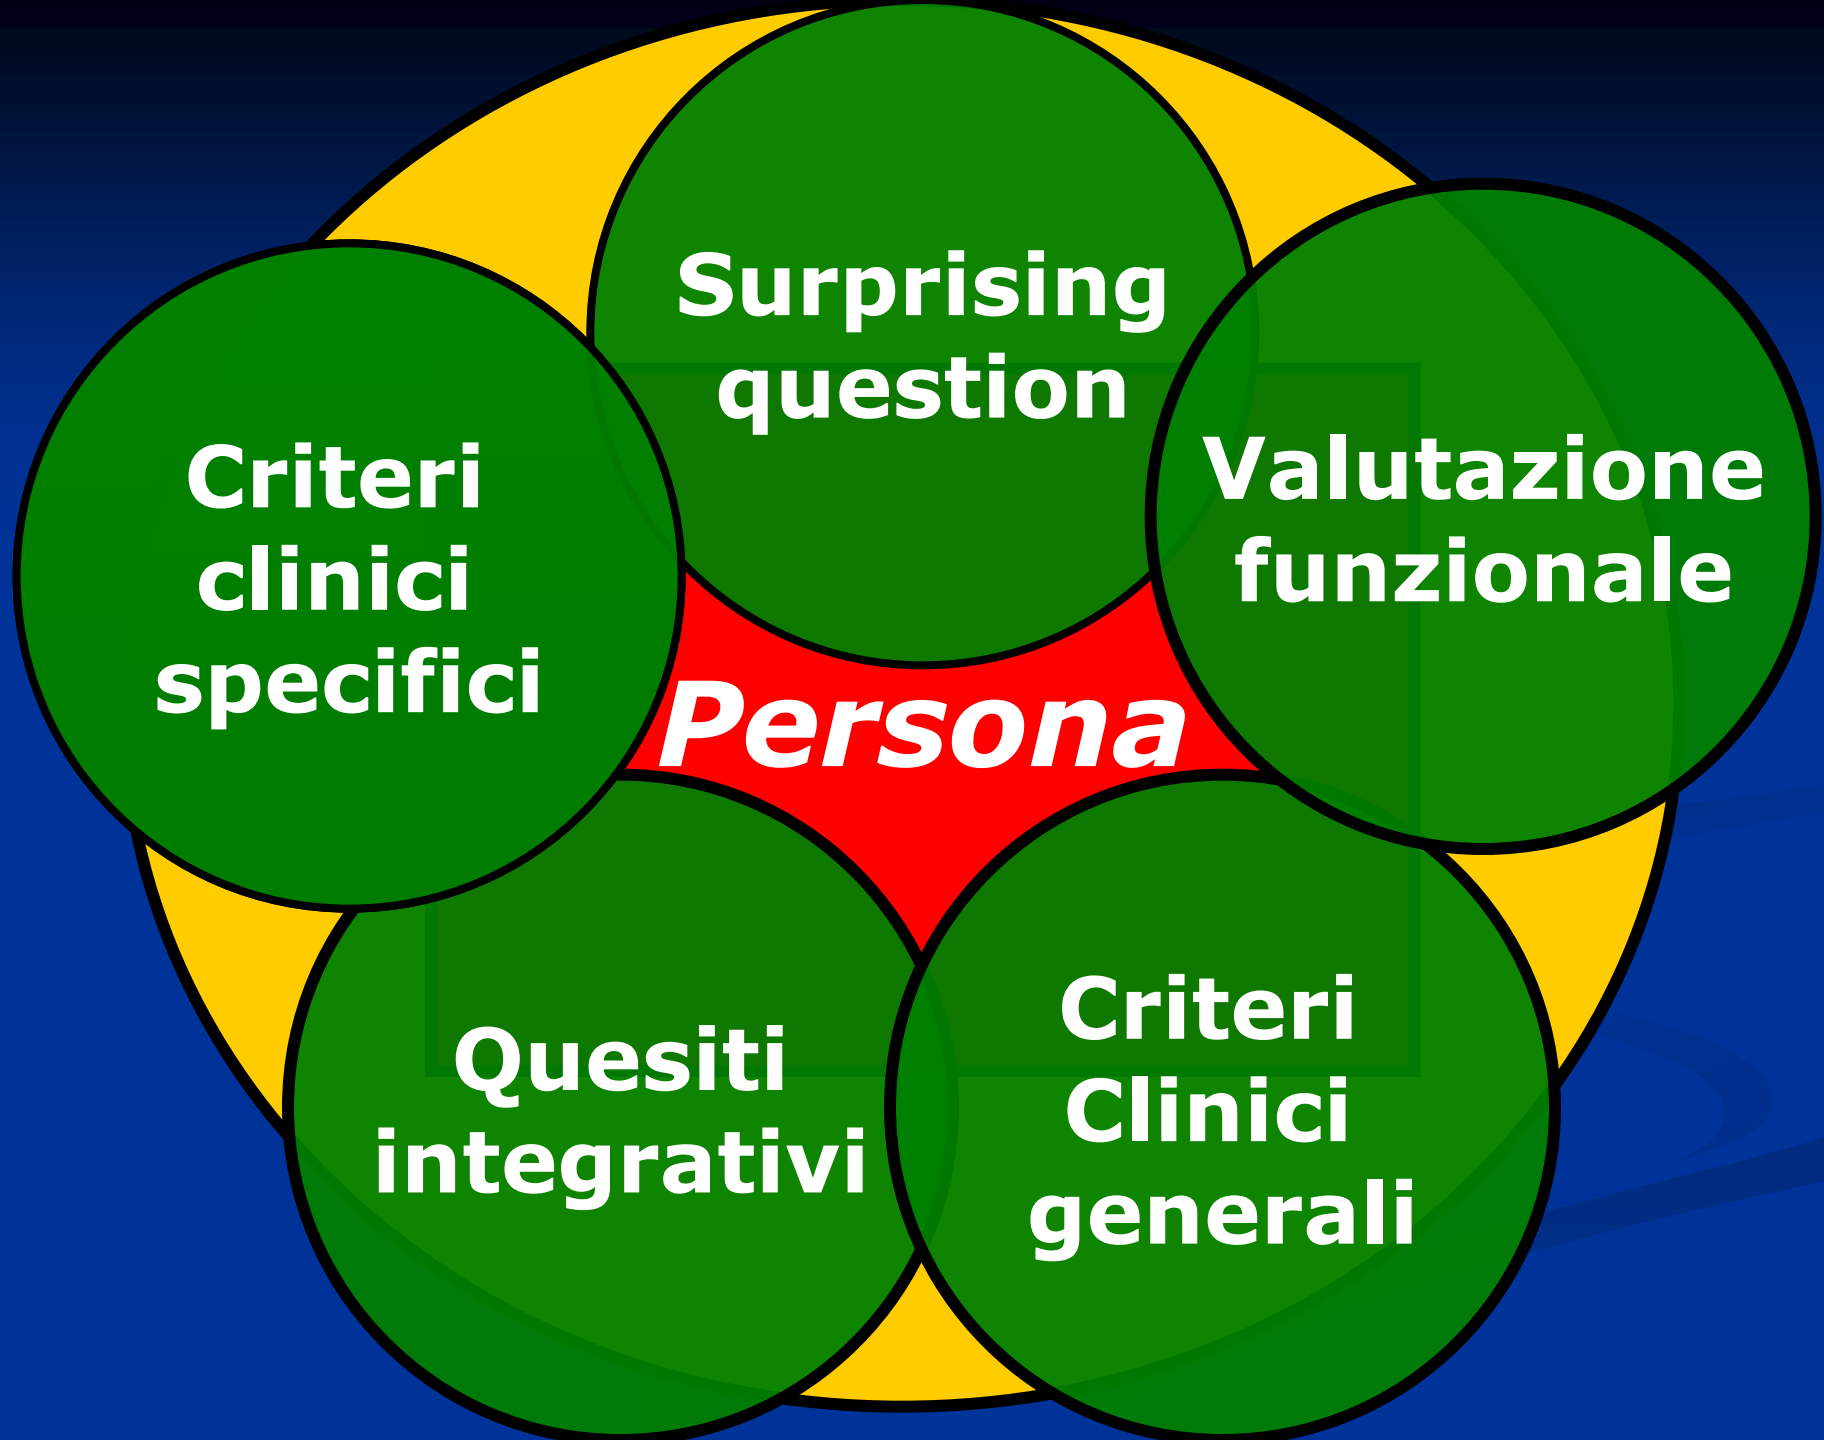 Surprising
question
Valutazione
funzionale
Criteri
clinici
specifici
Persona
Quesiti
integrativi
Criteri
Clinici
generali